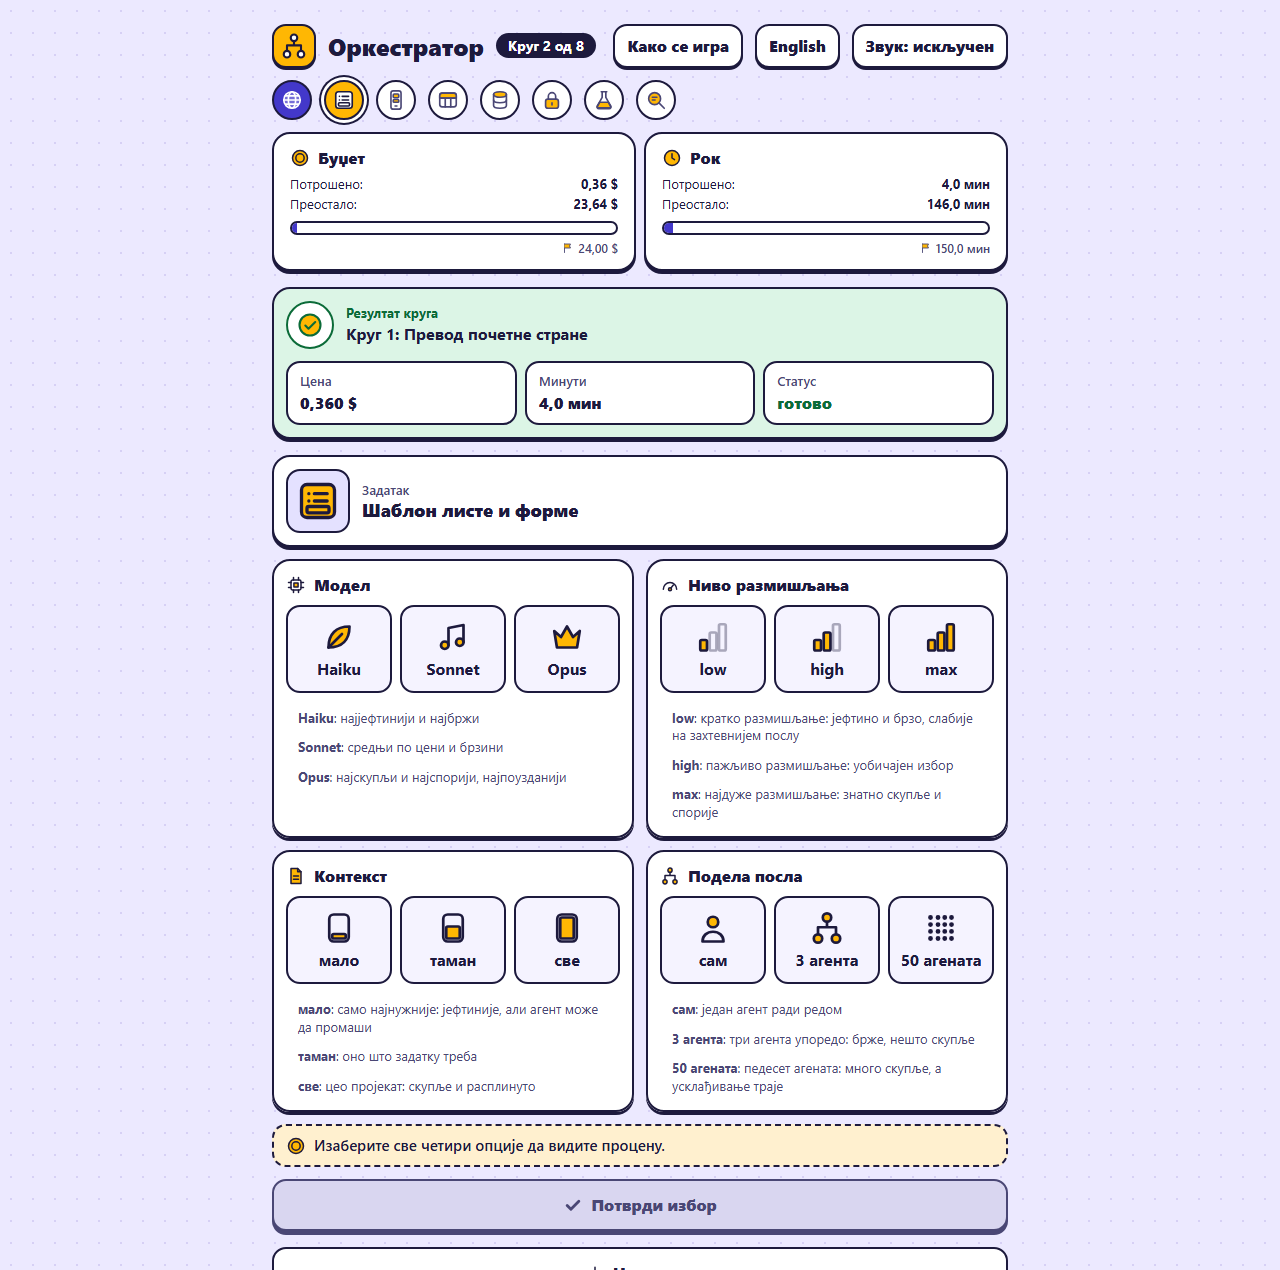 Оркестратор
Круг 2 од 8
Како се игра
English
Звук: искључен
Буџет
Потрошено: 0,36 $
Преостало: 23,64 $
24,00 $
Рок
Потрошено: 4,0 мин
Преостало: 146,0 мин
150,0 мин
Резултат круга
Круг 1: Превод почетне стране
Цена
0,360 $
Минути
4,0 мин
Статус
готово
Задатак
Шаблон листе и форме
Модел
Haiku
Sonnet
Opus
Haiku: најјефтинији и најбржи
Sonnet: средњи по цени и брзини
Opus: најскупљи и најспорији, најпоузданији
Ниво размишљања
low
high
max
low: кратко размишљање: јефтино и брзо, слабије
на захтевнијем послу
high: пажљиво размишљање: уобичајен избор
max: најдуже размишљање: знатно скупље и
спорије
Контекст
мало
таман
све
мало: само најнужније: јефтиније, али агент може
да промаши
таман: оно што задатку треба
све: цео пројекат: скупље и расплинуто
Подела посла
сам
3 агента
50 агената
сам: један агент ради редом
3 агента: три агента упоредо: брже, нешто скупље
50 агената: педесет агената: много скупље, а
усклађивање траје
Изаберите све четири опције да видите процену.
Потврди избор